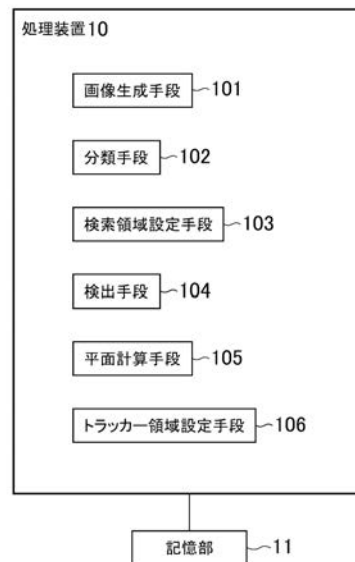 処理装置10
画像生成手段 101
分類手段 102
検索領域設定手段 103
検出手段 104
平面計算手段 105
トラッカー領域設定手段 106
記憶部 11